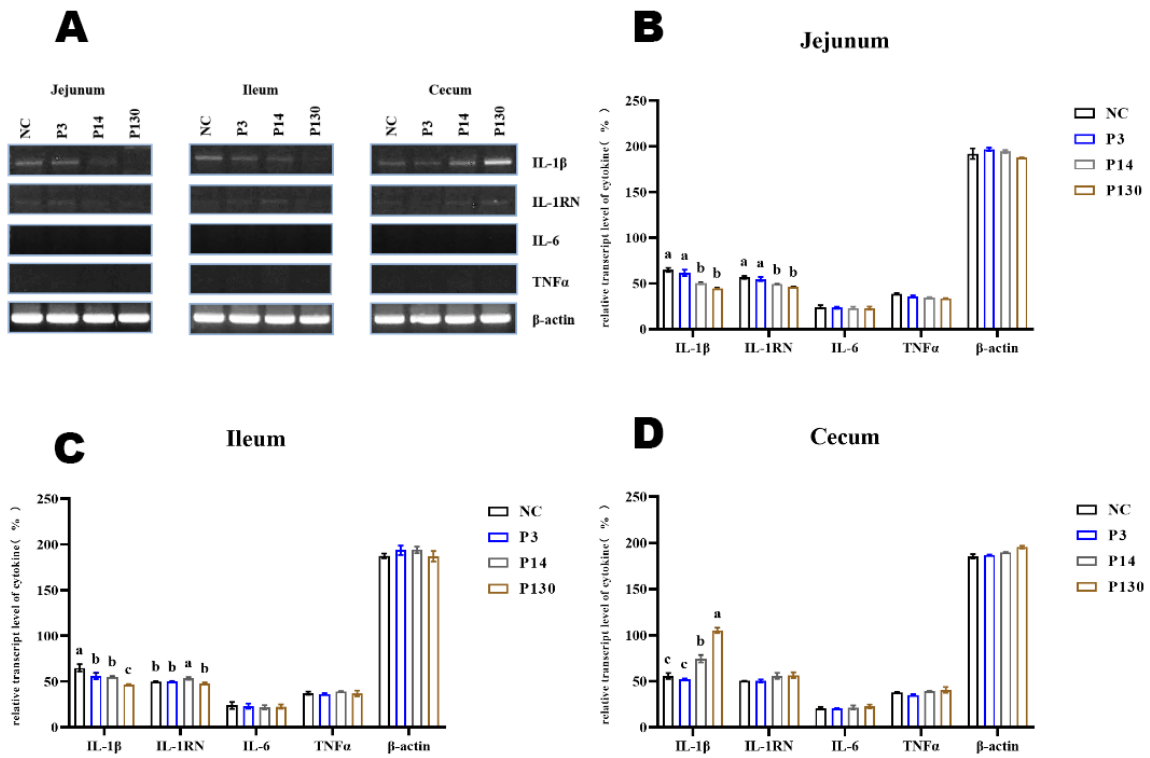 A
Jejunum
Ileum
Cecum
NC P3 P14 P130
NC P3 P14 P130
NC P3 P14 P130
IL-1β
IL-1RN
IL-6
TNFα
β-actin
B
Jejunum
relative transcript level of cytokine( % )
250
200
150
100
50
0
a a b b
a a b b
IL-1β IL-1RN IL-6 TNFα β-actin
NC
P3
P14
P130
C
Ileum
relative transcript level of cytokine( % )
250
200
150
100
50
0
a b b c
b b a b
IL-1β IL-1RN IL-6 TNFα β-actin
NC
P3
P14
P130
D
Cecum
relative transcript level of cytokine( % )
250
200
150
100
50
0
c c b a
IL-1β IL-1RN IL-6 TNFα β-actin
NC
P3
P14
P130